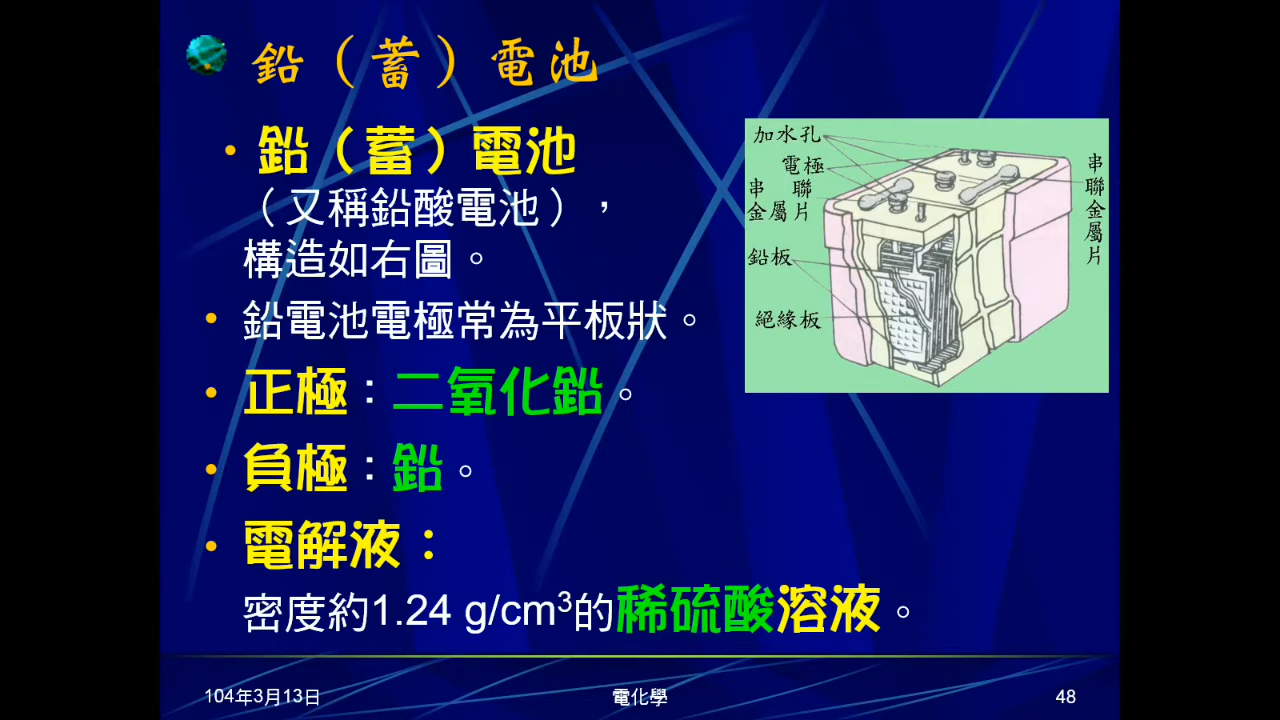 鉛（蓄）電池
• 鉛（蓄）電池
（又稱鉛酸電池），
構造如右圖。
• 鉛電池電極常為平板狀。
• 正極：二氧化鉛。
• 負極：鉛。
• 電解液：
密度約1.24 g/cm³的稀硫酸溶液。
加水孔
電極
串聯
金屬片
鉛板
絕緣板
串聯金屬片
104年3月13日
電化學
48